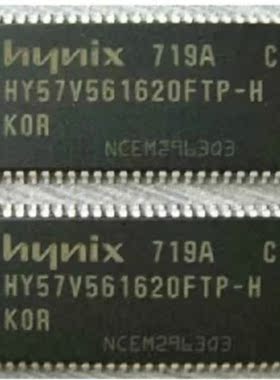 hynix 719A C
HY57V561620FTP-H
KOR
NCEM296303
hynix 719A C
HY57V561620FTP-H
KOR
NCEM296303